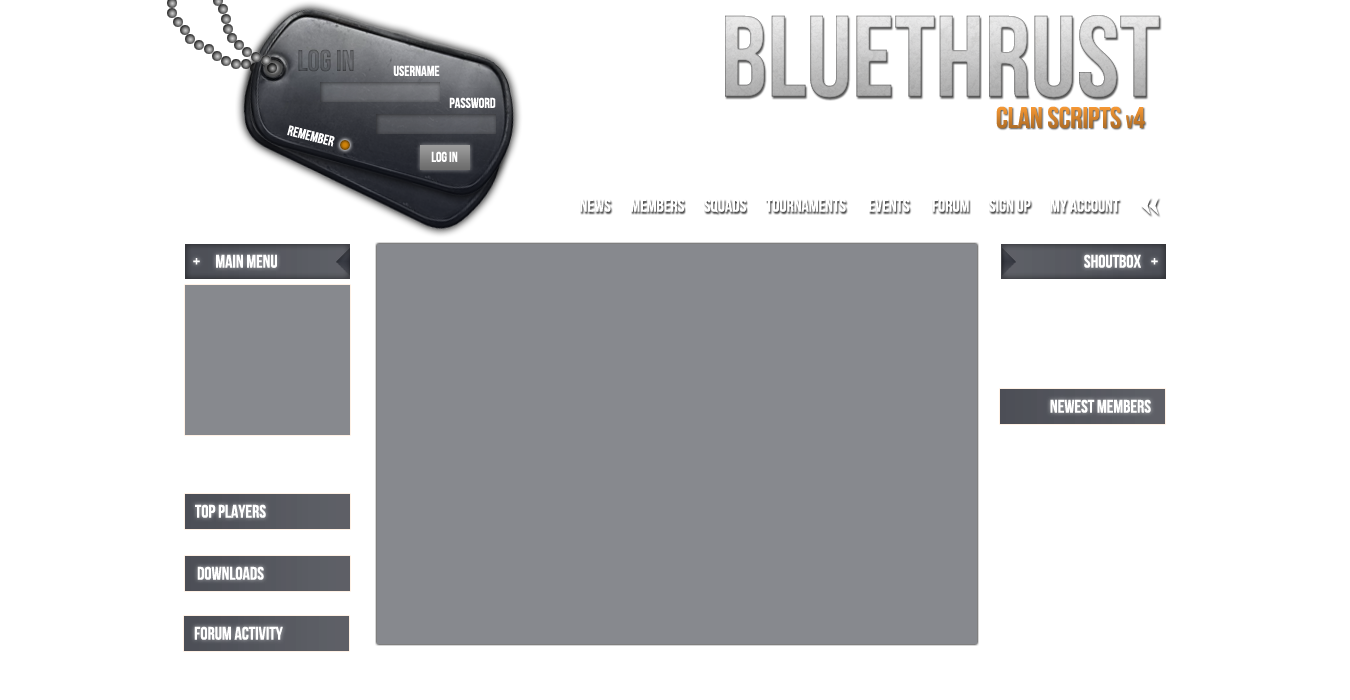 LOG IN
USERNAME
PASSWORD
REMEMBER
LOG IN
BLUETHRUST
CLAN SCRIPTS v4
NEWS MEMBERS SQUADS TOURNAMENTS EVENTS FORUM SIGN UP MY ACCOUNT
+ MAIN MENU
SHOUTBOX +
NEWEST MEMBERS
TOP PLAYERS
DOWNLOADS
FORUM ACTIVITY